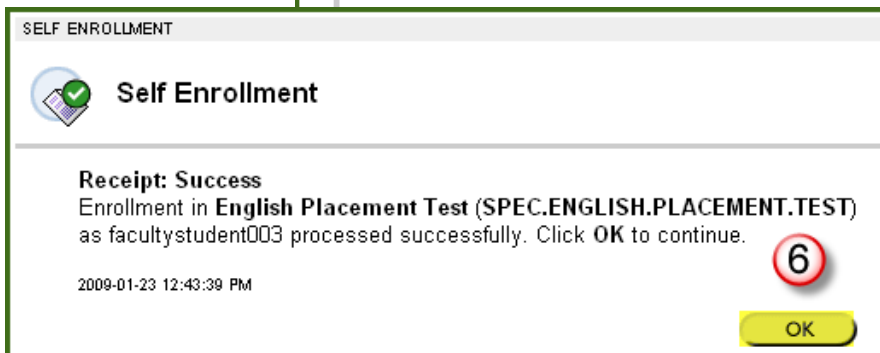 SELF ENROLLMENT
Self Enrollment
Receipt: Success
Enrollment in English Placement Test (SPEC.ENGLISH.PLACEMENT.TEST)
as facultystudent003 processed successfully. Click OK to continue.
6
2009-01-23 12:43:39 PM
OK